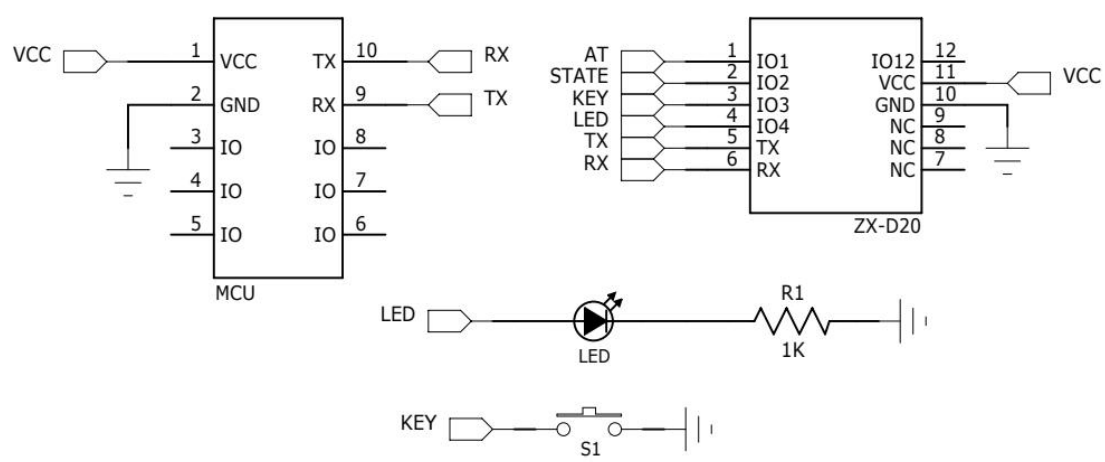 VCC 1 VCC TX 10 RX
2 GND RX 9 TX
3 IO IO 8
4 IO IO 7
5 IO IO 6
MCU
AT 1 IO1 IO12 12
STATE 2 IO2 VCC 11 VCC
KEY 3 IO3 GND 10
LED 4 IO4 NC 9
TX 5 TX NC 8
RX 6 RX NC 7
ZX-D20
LED LED R1
1K
KEY S1